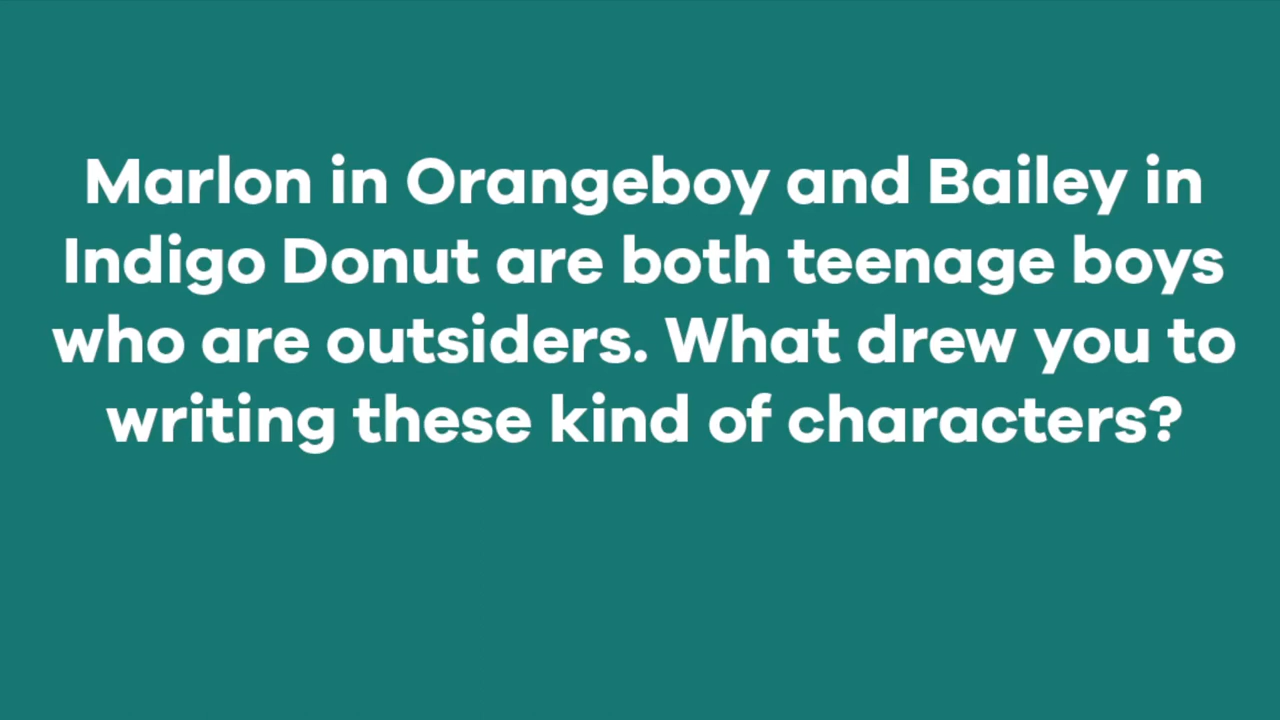 Marlon in Orangeboy and Bailey in
Indigo Donut are both teenage boys
who are outsiders. What drew you to
writing these kind of characters?